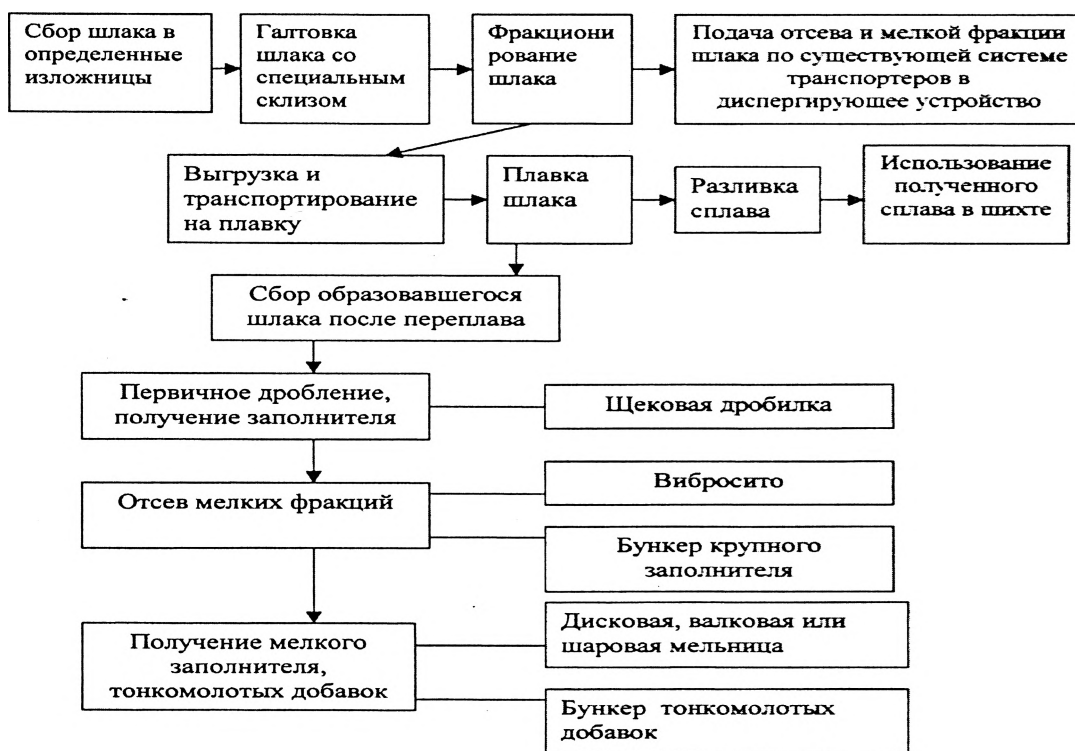 Сбор шлака в
определенные
изложницы
Галтовка
шлака со
специальным
склизом
Фракциони
рование
шлака
Подача отсева и мелкой фракции
шлака по существующей системе
транспортеров в
диспергирующее устройство
Выгрузка и
транспортирование
на плавку
Плавка
шлака
Разливка
сплава
Использование
полученного
сплава в шихте
Сбор образовавшегося
шлака после переплава
Первичное дробление,
получение заполнителя
Щековая дробилка
Отсев мелких фракций
Вибросито
Бункер крупного
заполнителя
Получение мелкого
заполнителя,
тонкомолотых добавок
Дисковая, валковая или
шаровая мельница
Бункер тонкомолотых
добавок